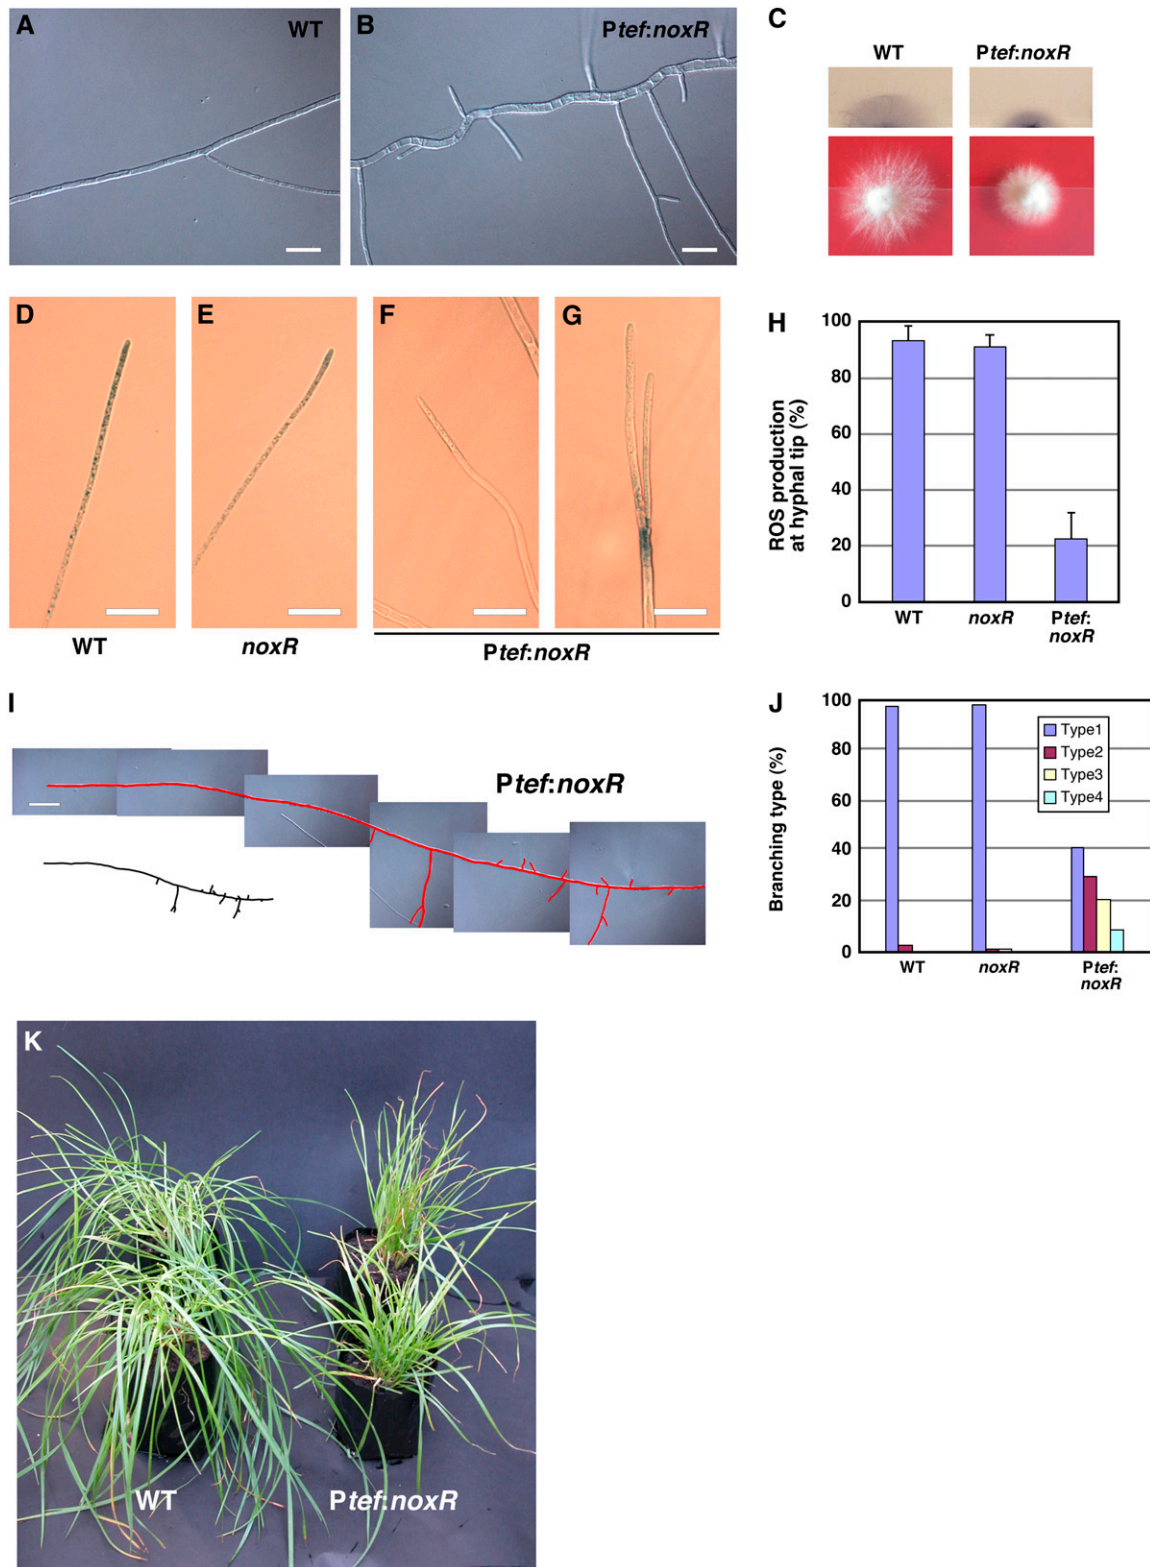 A
WT
B
Ptef:noxR
C
WT
Ptef:noxR
D
E
F
G
WT
noxR
Ptef:noxR
H
ROS production
at hyphal tip (%)
100
80
60
40
20
0
WT
noxR
Ptef:
noxR
I
Ptef:noxR
J
Branching type (%)
100
80
60
40
20
0
Type1
Type2
Type3
Type4
WT
noxR
Ptef:
noxR
K
WT
Ptef:noxR